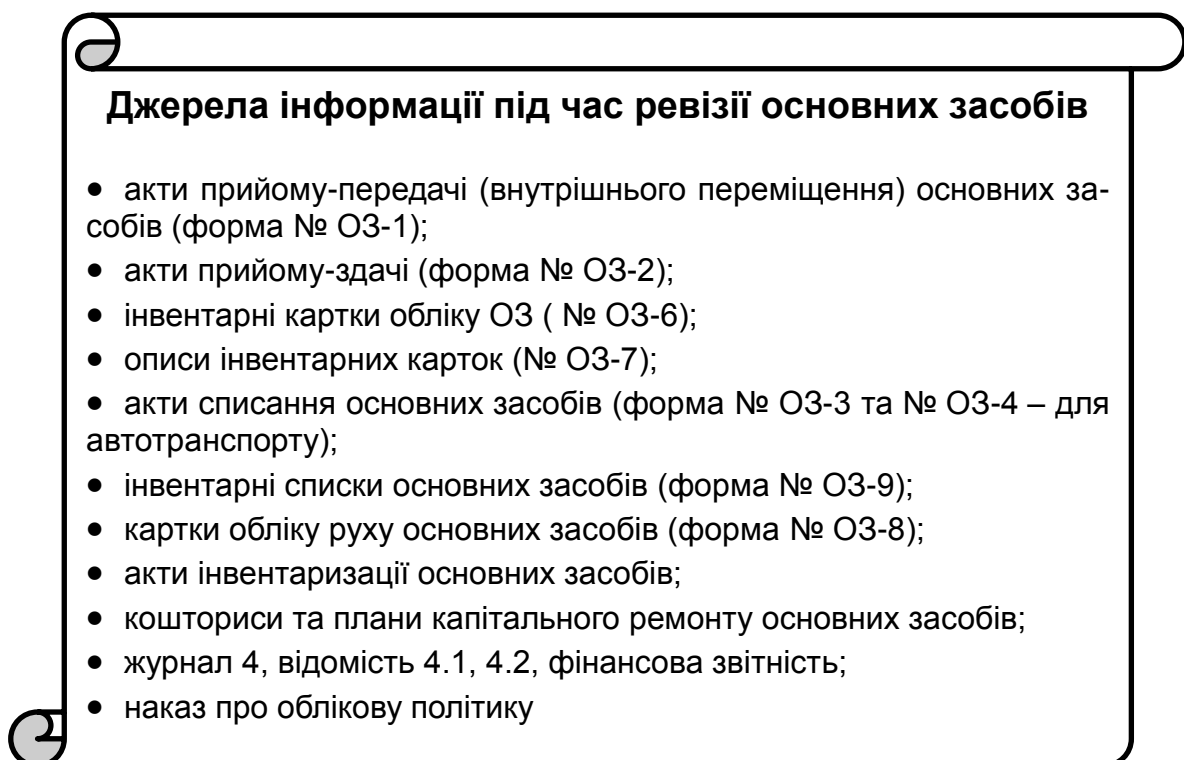 Джерела інформації під час ревізії основних засобів
• акти прийому-передачі (внутрішнього переміщення) основних за-
собів (форма № ОЗ-1);
• акти прийому-здачі (форма № ОЗ-2);
• інвентарні картки обліку ОЗ ( № ОЗ-6);
• описи інвентарних карток (№ ОЗ-7);
• акти списання основних засобів (форма № ОЗ-3 та № ОЗ-4 – для
автотранспорту);
• інвентарні списки основних засобів (форма № ОЗ-9);
• картки обліку руху основних засобів (форма № ОЗ-8);
• акти інвентаризації основних засобів;
• кошториси та плани капітального ремонту основних засобів;
• журнал 4, відомість 4.1, 4.2, фінансова звітність;
• наказ про облікову політику